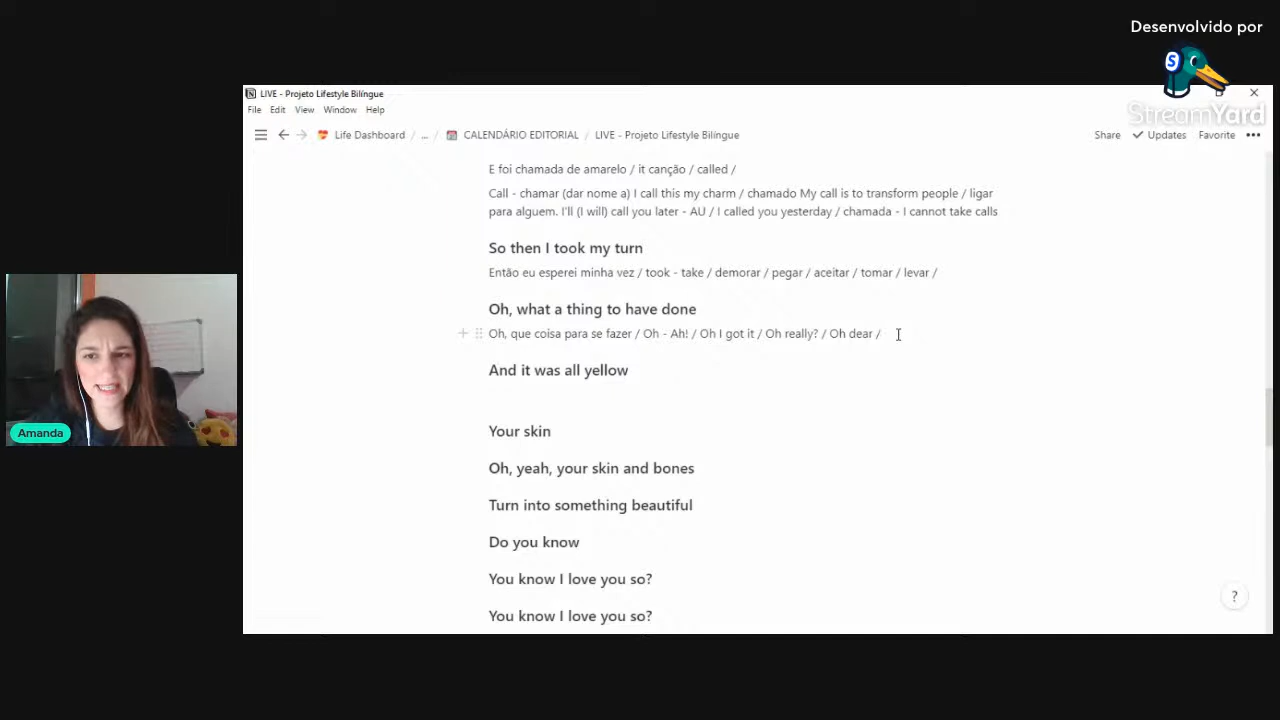 Desenvolvido por
S
StreamYard
LIVE - Projeto Lifestyle Bilíngue
File Edit View Window Help
Life Dashboard / ... / CALENDÁRIO EDITORIAL / LIVE - Projeto Lifestyle Bilíngue
Share Updates Favorite •••
E foi chamada de amarelo / it canção / called /
Call - chamar (dar nome a) I call this my charm / chamado My call is to transform people / ligar
para alguem. I'll (I will) call you later - AU / I called you yesterday / chamada - I cannot take calls
So then I took my turn
Então eu esperei minha vez / took - take / demorar / pegar / aceitar / tomar / levar /
Oh, what a thing to have done
Oh, que coisa para se fazer / Oh - Ah! / Oh I got it / Oh really? / Oh dear /
And it was all yellow
Your skin
Oh, yeah, your skin and bones
Turn into something beautiful
Do you know
You know I love you so?
You know I love you so?
?
Amanda